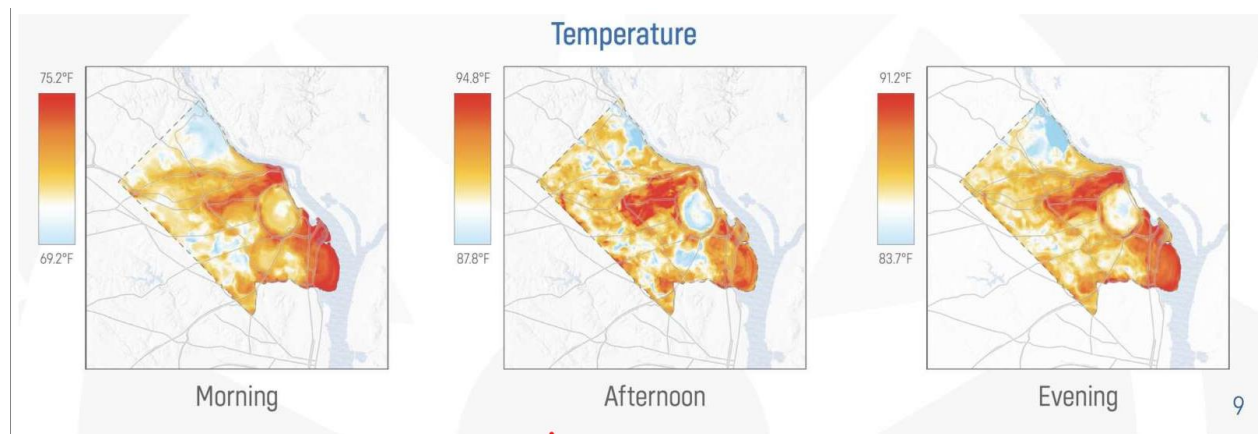 Temperature
75.2°F
69.2°F
Morning
94.8°F
87.8°F
Afternoon
91.2°F
83.7°F
Evening
9